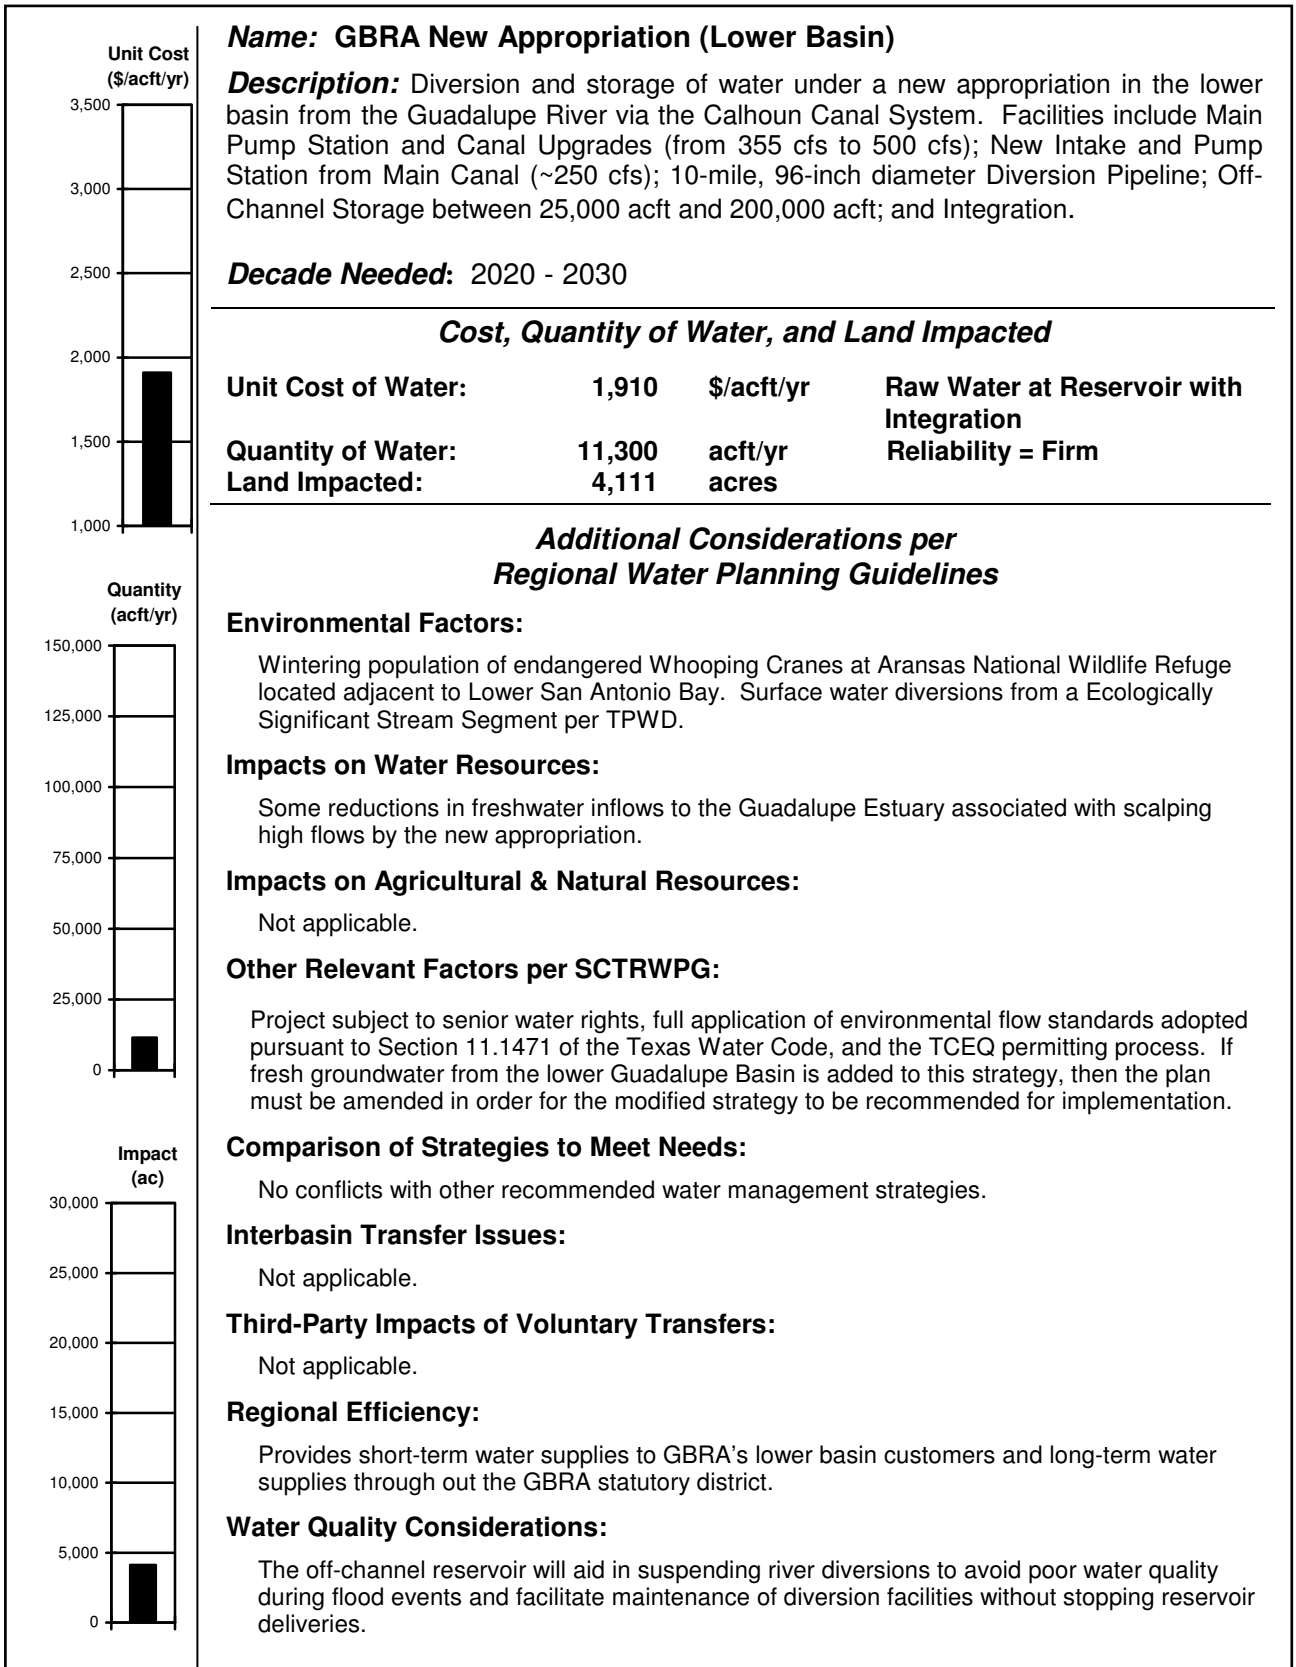 Unit Cost
($/acft/yr)
3,500
3,000
2,500
2,000
1,500
1,000
Quantity
(acft/yr)
150,000
125,000
100,000
75,000
50,000
25,000
0
Impact
(ac)
30,000
25,000
20,000
15,000
10,000
5,000
0
Name: GBRA New Appropriation (Lower Basin)
Description: Diversion and storage of water under a new appropriation in the lower
basin from the Guadalupe River via the Calhoun Canal System. Facilities include Main
Pump Station and Canal Upgrades (from 355 cfs to 500 cfs); New Intake and Pump
Station from Main Canal (~250 cfs); 10-mile, 96-inch diameter Diversion Pipeline; Off-
Channel Storage between 25,000 acft and 200,000 acft; and Integration.
Decade Needed: 2020 - 2030
Cost, Quantity of Water, and Land Impacted
Unit Cost of Water: 1,910 $/acft/yr Raw Water at Reservoir with
Integration
Quantity of Water: 11,300 acft/yr Reliability = Firm
Land Impacted: 4,111 acres
Additional Considerations per
Regional Water Planning Guidelines
Environmental Factors:
Wintering population of endangered Whooping Cranes at Aransas National Wildlife Refuge
located adjacent to Lower San Antonio Bay. Surface water diversions from a Ecologically
Significant Stream Segment per TPWD.
Impacts on Water Resources:
Some reductions in freshwater inflows to the Guadalupe Estuary associated with scalping
high flows by the new appropriation.
Impacts on Agricultural & Natural Resources:
Not applicable.
Other Relevant Factors per SCTRWPG:
Project subject to senior water rights, full application of environmental flow standards adopted
pursuant to Section 11.1471 of the Texas Water Code, and the TCEQ permitting process. If
fresh groundwater from the lower Guadalupe Basin is added to this strategy, then the plan
must be amended in order for the modified strategy to be recommended for implementation.
Comparison of Strategies to Meet Needs:
No conflicts with other recommended water management strategies.
Interbasin Transfer Issues:
Not applicable.
Third-Party Impacts of Voluntary Transfers:
Not applicable.
Regional Efficiency:
Provides short-term water supplies to GBRA's lower basin customers and long-term water
supplies through out the GBRA statutory district.
Water Quality Considerations:
The off-channel reservoir will aid in suspending river diversions to avoid poor water quality
during flood events and facilitate maintenance of diversion facilities without stopping reservoir
deliveries.